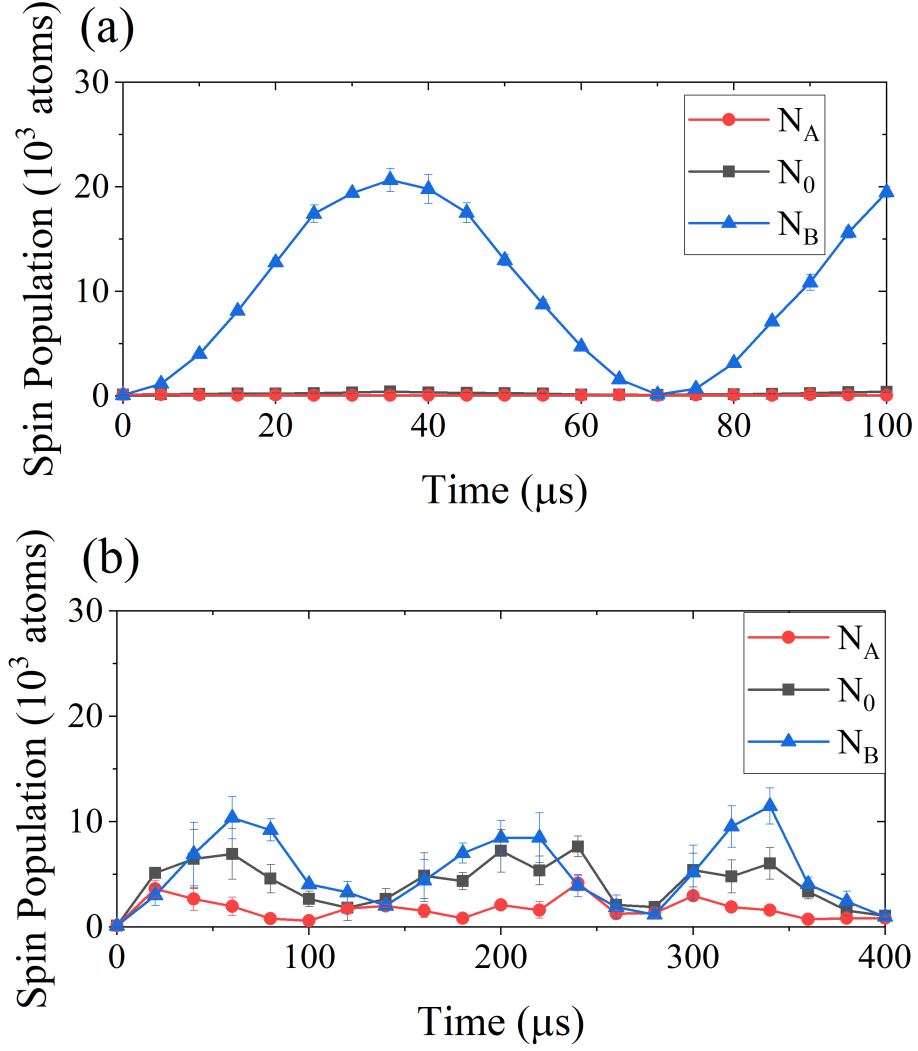 (a)
Spin Population (10³ atoms)
30
20
10
0
N_A
N_0
N_B
0 20 40 60 80 100
Time (μs)
(b)
Spin Population (10³ atoms)
30
20
10
0
N_A
N_0
N_B
0 100 200 300 400
Time (μs)